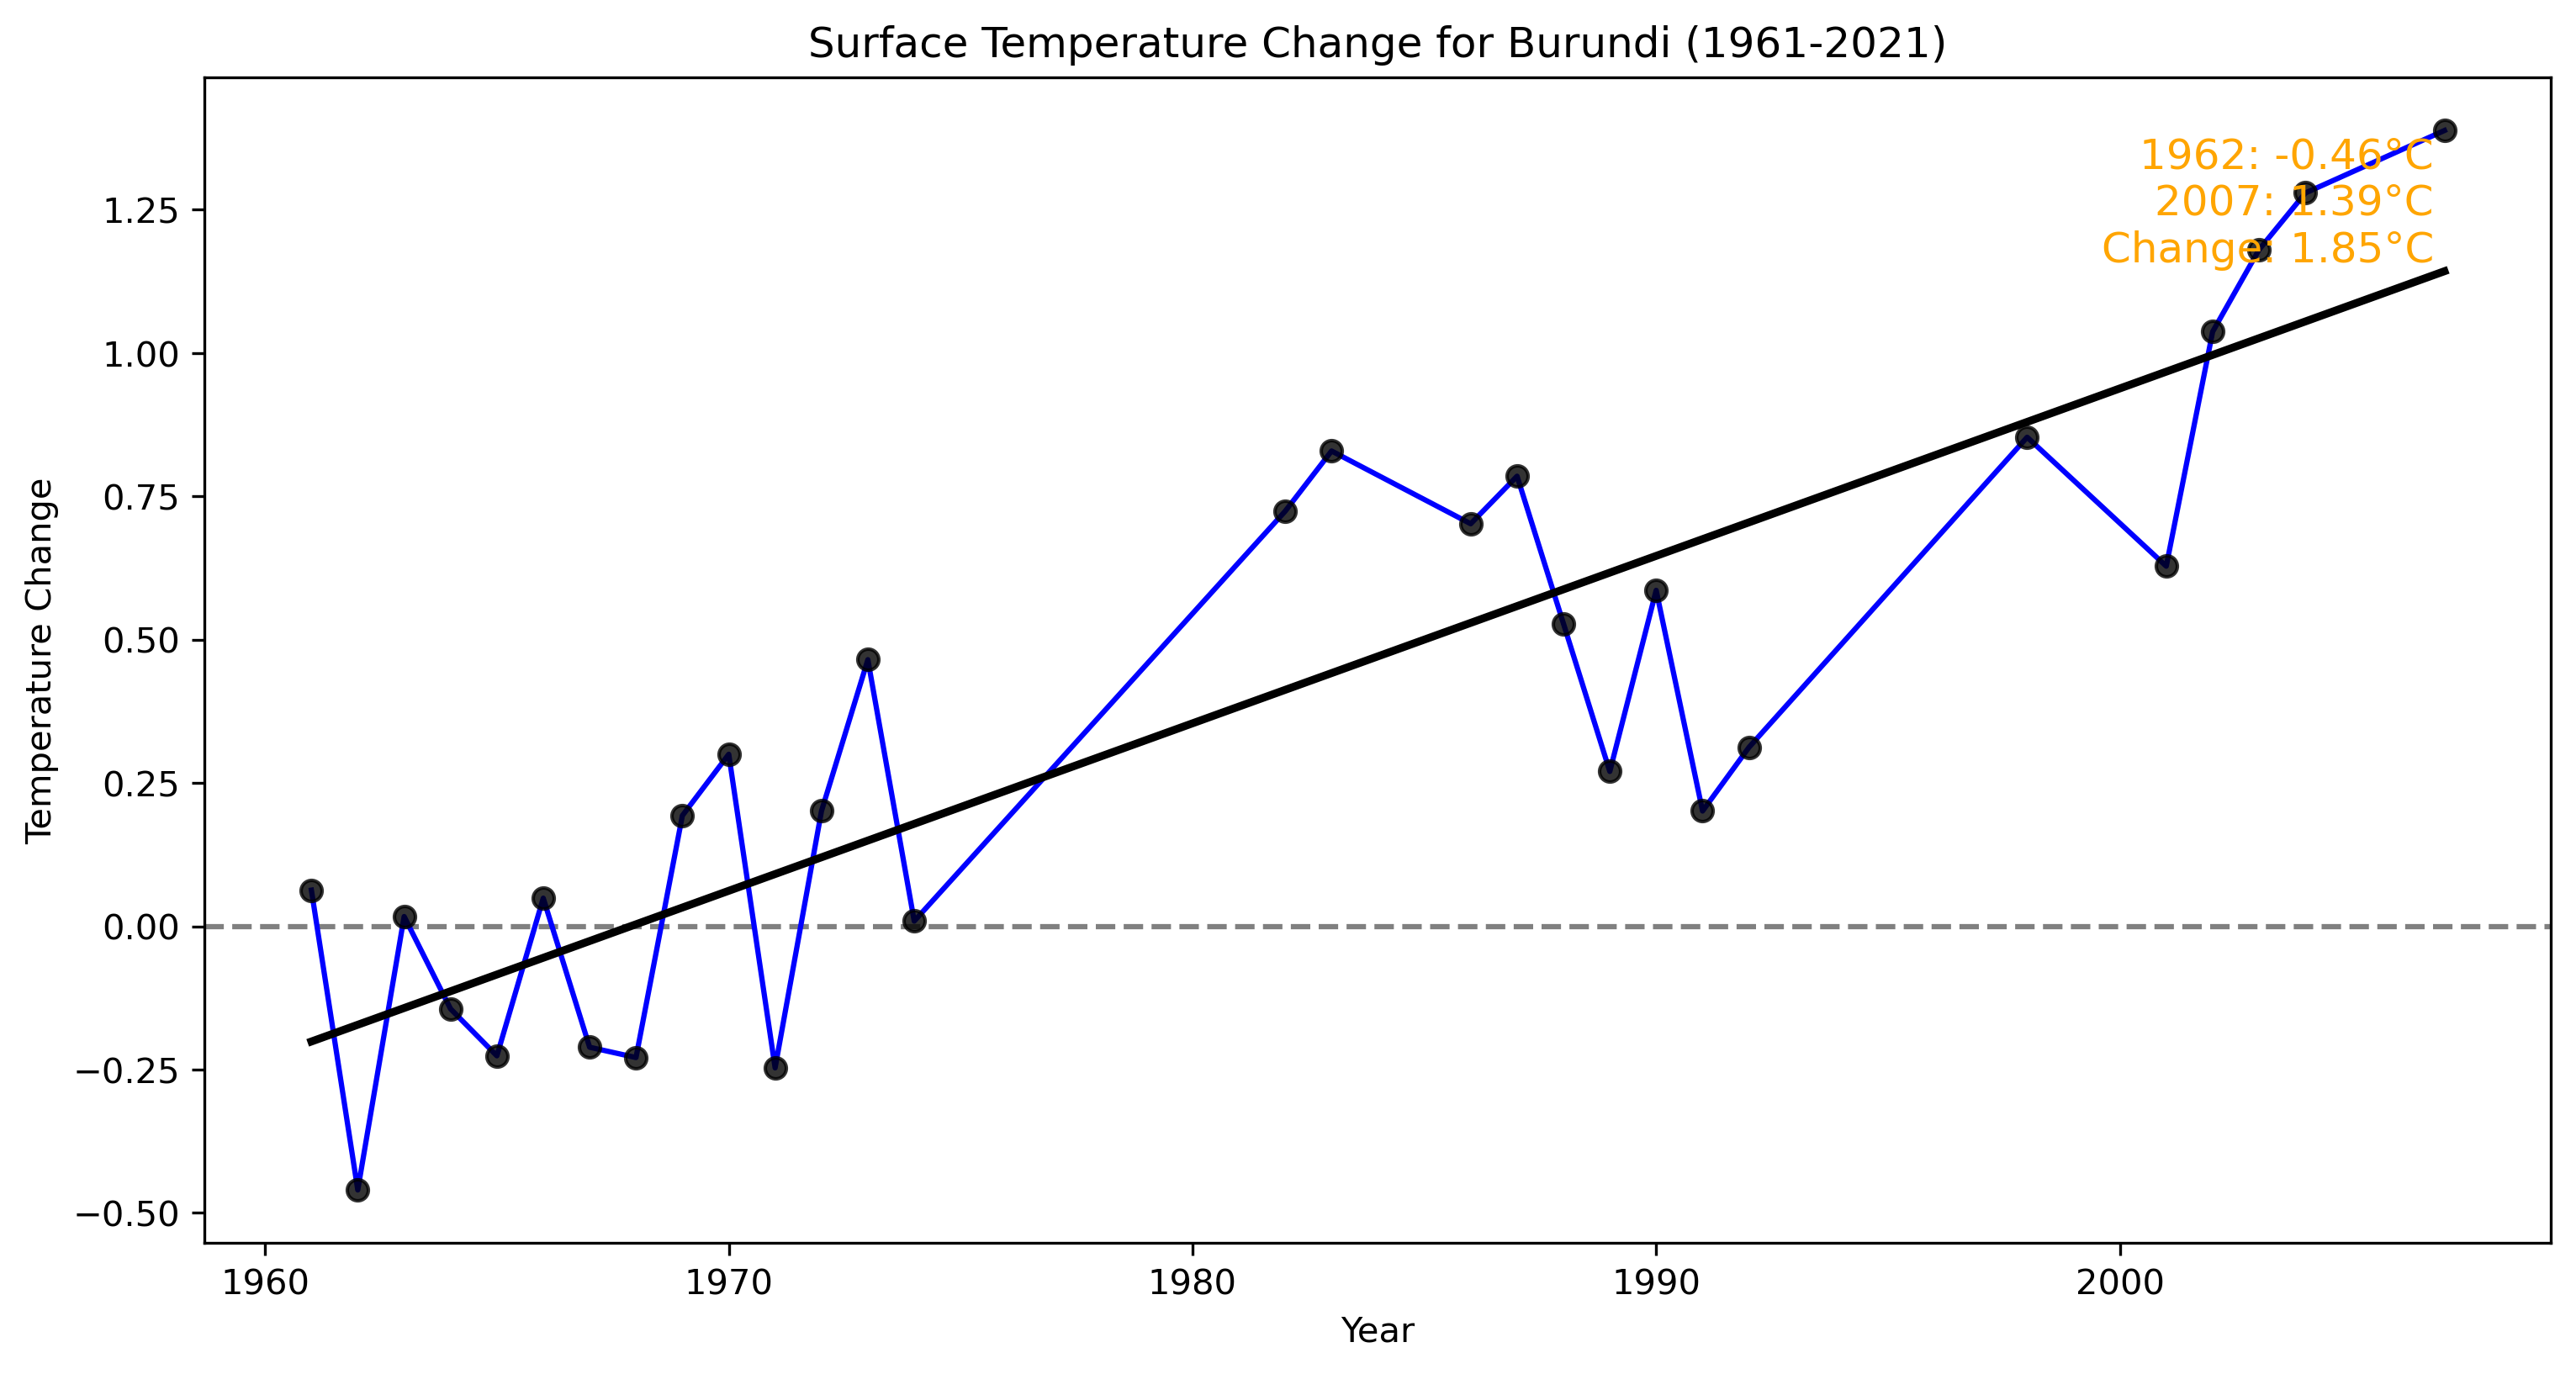 Surface Temperature Change for Burundi (1961-2021)
1962: -0.46°C
2007: 1.39°C
Change: 1.85°C
Temperature Change
1.25
1.00
0.75
0.50
0.25
0.00
−0.25
−0.50
1960 1970 1980 1990 2000
Year